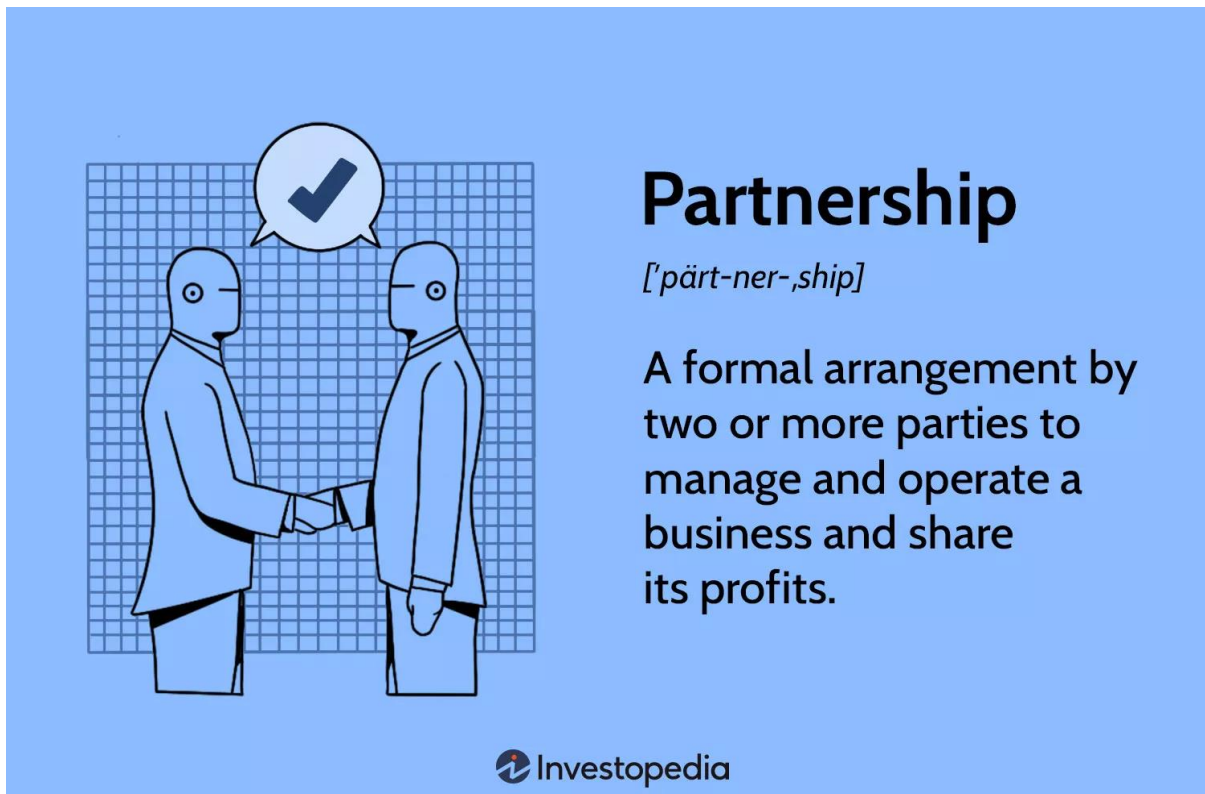 Partnership
['pärt-ner-,ship]
A formal arrangement by
two or more parties to
manage and operate a
business and share
its profits.
Investopedia